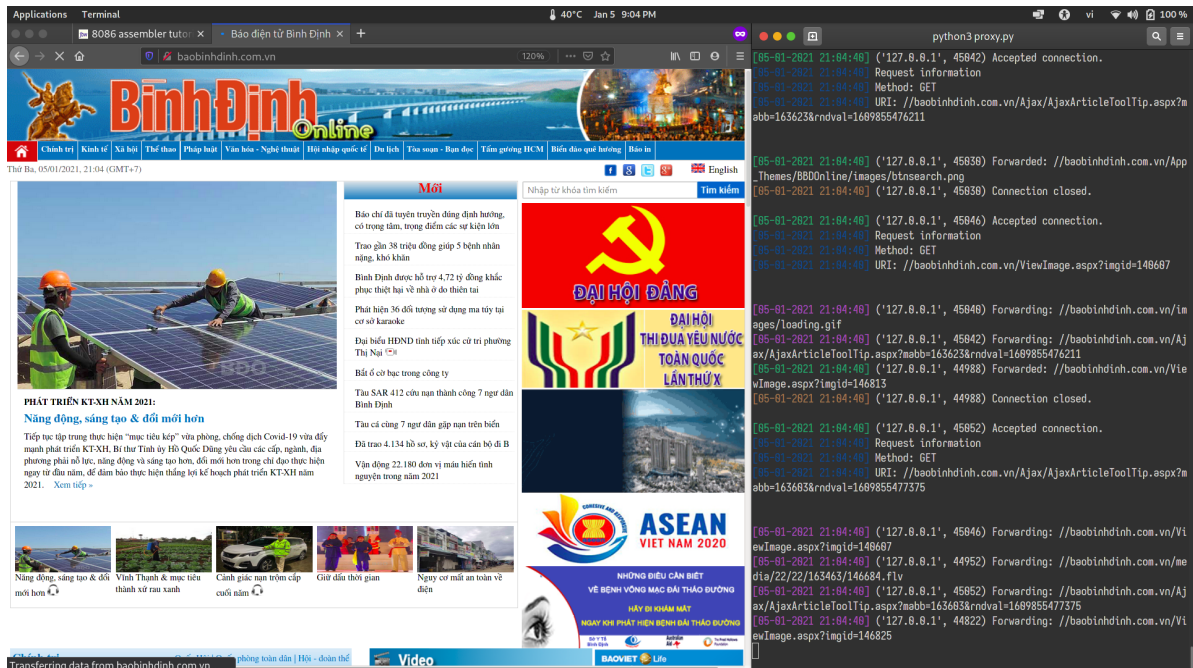 Applications Terminal
40°C Jan 5 9:04 PM
vi
100 %
8086 assembler tutor
Báo điện tử Bình Định
baobinhdinh.com.vn
120%
Bình Định
Online
Chính trị Kinh tế Xã hội Thể thao Pháp luật Văn hóa - Nghệ thuật Hội nhập quốc tế Du lịch Tòa soạn - Bạn đọc Tấm gương HCM Biển đảo quê hương Báo in
Thứ Ba, 05/01/2021, 21:04 (GMT+7)
English
BDO
PHÁT TRIỂN KT-XH NĂM 2021:
Năng động, sáng tạo & đổi mới hơn
Tiếp tục tập trung thực hiện “mục tiêu kép” vừa phòng, chống dịch Covid-19 vừa đẩy
mạnh phát triển KT-XH, Bí thư Tỉnh ủy Hồ Quốc Dũng yêu cầu các cấp, ngành, địa
phương phải nỗ lực, năng động và sáng tạo hơn, đổi mới hơn trong chỉ đạo thực hiện
ngay từ đầu năm, để đảm bảo thực hiện thắng lợi kế hoạch phát triển KT-XH năm
2021. Xem tiếp »
Mới
Báo chí đã tuyên truyền đúng định hướng,
có trọng tâm, trọng điểm các sự kiện lớn
Trao gần 38 triệu đồng giúp 5 bệnh nhân
nặng, khó khăn
Bình Định được hỗ trợ 4,72 tỷ đồng khắc
phục thiệt hại về nhà ở do thiên tai
Phát hiện 36 đối tượng sử dụng ma túy tại
cơ sở karaoke
Đại biểu HĐND tỉnh tiếp xúc cử tri phường
Thị Nại
Bắt ổ cờ bạc trong công ty
Tàu SAR 412 cứu nạn thành công 7 ngư dân
Bình Định
Tàu cá cùng 7 ngư dân gặp nạn trên biển
Đã trao 4.134 hồ sơ, kỷ vật của cán bộ đi B
Vận động 22.180 đơn vị máu hiến tình
nguyện trong năm 2021
Nhập từ khóa tìm kiếm
Tìm kiếm
ĐẠI HỘI ĐẢNG
ĐẠI HỘI
THI ĐUA YÊU NƯỚC
TOÀN QUỐC
LẦN THỨ X
COHESIVE AND RESPONSIVE
ASEAN
VIET NAM 2020
NHỮNG ĐIỀU CẦN BIẾT
VỀ BỆNH VÕNG MẠC ĐÁI THÁO ĐƯỜNG
HÃY ĐI KHÁM MẮT
NGAY KHI PHÁT HIỆN BỆNH ĐÁI THÁO ĐƯỜNG
BAOVIET Life
Năng động, sáng tạo & đổi
mới hơn
Vĩnh Thạnh & mục tiêu
thành xứ rau xanh
Cảnh giác nạn trộm cắp
cuối năm
Giữ dấu thời gian
Nguy cơ mất an toàn về
điện
phòng toàn dân | Hội - đoàn thể
Video
Transferring data from baobinhdinh.com.vn
python3 proxy.py
[05-01-2021 21:04:40] ('127.0.0.1', 45042) Accepted connection.
[05-01-2021 21:04:40] Request information
[05-01-2021 21:04:40] Method: GET
[05-01-2021 21:04:40] URI: //baobinhdinh.com.vn/Ajax/AjaxArticleToolTip.aspx?m
abb=163623&rndval=1609855476211
[05-01-2021 21:04:40] ('127.0.0.1', 45030) Forwarded: //baobinhdinh.com.vn/App
_Themes/BBDOnline/images/btnsearch.png
[05-01-2021 21:04:40] ('127.0.0.1', 45030) Connection closed.
[05-01-2021 21:04:40] ('127.0.0.1', 45046) Accepted connection.
[05-01-2021 21:04:40] Request information
[05-01-2021 21:04:40] Method: GET
[05-01-2021 21:04:40] URI: //baobinhdinh.com.vn/ViewImage.aspx?imgid=140607
[05-01-2021 21:04:40] ('127.0.0.1', 45040) Forwarding: //baobinhdinh.com.vn/im
ages/loading.gif
[05-01-2021 21:04:40] ('127.0.0.1', 45042) Forwarding: //baobinhdinh.com.vn/Aj
ax/AjaxArticleToolTip.aspx?mabb=163623&rndval=1609855476211
[05-01-2021 21:04:40] ('127.0.0.1', 44988) Forwarded: //baobinhdinh.com.vn/Vie
wImage.aspx?imgid=146813
[05-01-2021 21:04:40] ('127.0.0.1', 44988) Connection closed.
[05-01-2021 21:04:40] ('127.0.0.1', 45052) Accepted connection.
[05-01-2021 21:04:40] Request information
[05-01-2021 21:04:40] Method: GET
[05-01-2021 21:04:40] URI: //baobinhdinh.com.vn/Ajax/AjaxArticleToolTip.aspx?m
abb=163603&rndval=1609855477375
[05-01-2021 21:04:40] ('127.0.0.1', 45046) Forwarding: //baobinhdinh.com.vn/Vi
ewImage.aspx?imgid=140607
[05-01-2021 21:04:40] ('127.0.0.1', 44952) Forwarding: //baobinhdinh.com.vn/me
dia/22/22/163463/146684.flv
[05-01-2021 21:04:40] ('127.0.0.1', 45052) Forwarding: //baobinhdinh.com.vn/Aj
ax/AjaxArticleToolTip.aspx?mabb=163603&rndval=1609855477375
[05-01-2021 21:04:40] ('127.0.0.1', 44822) Forwarding: //baobinhdinh.com.vn/Vi
ewImage.aspx?imgid=146825